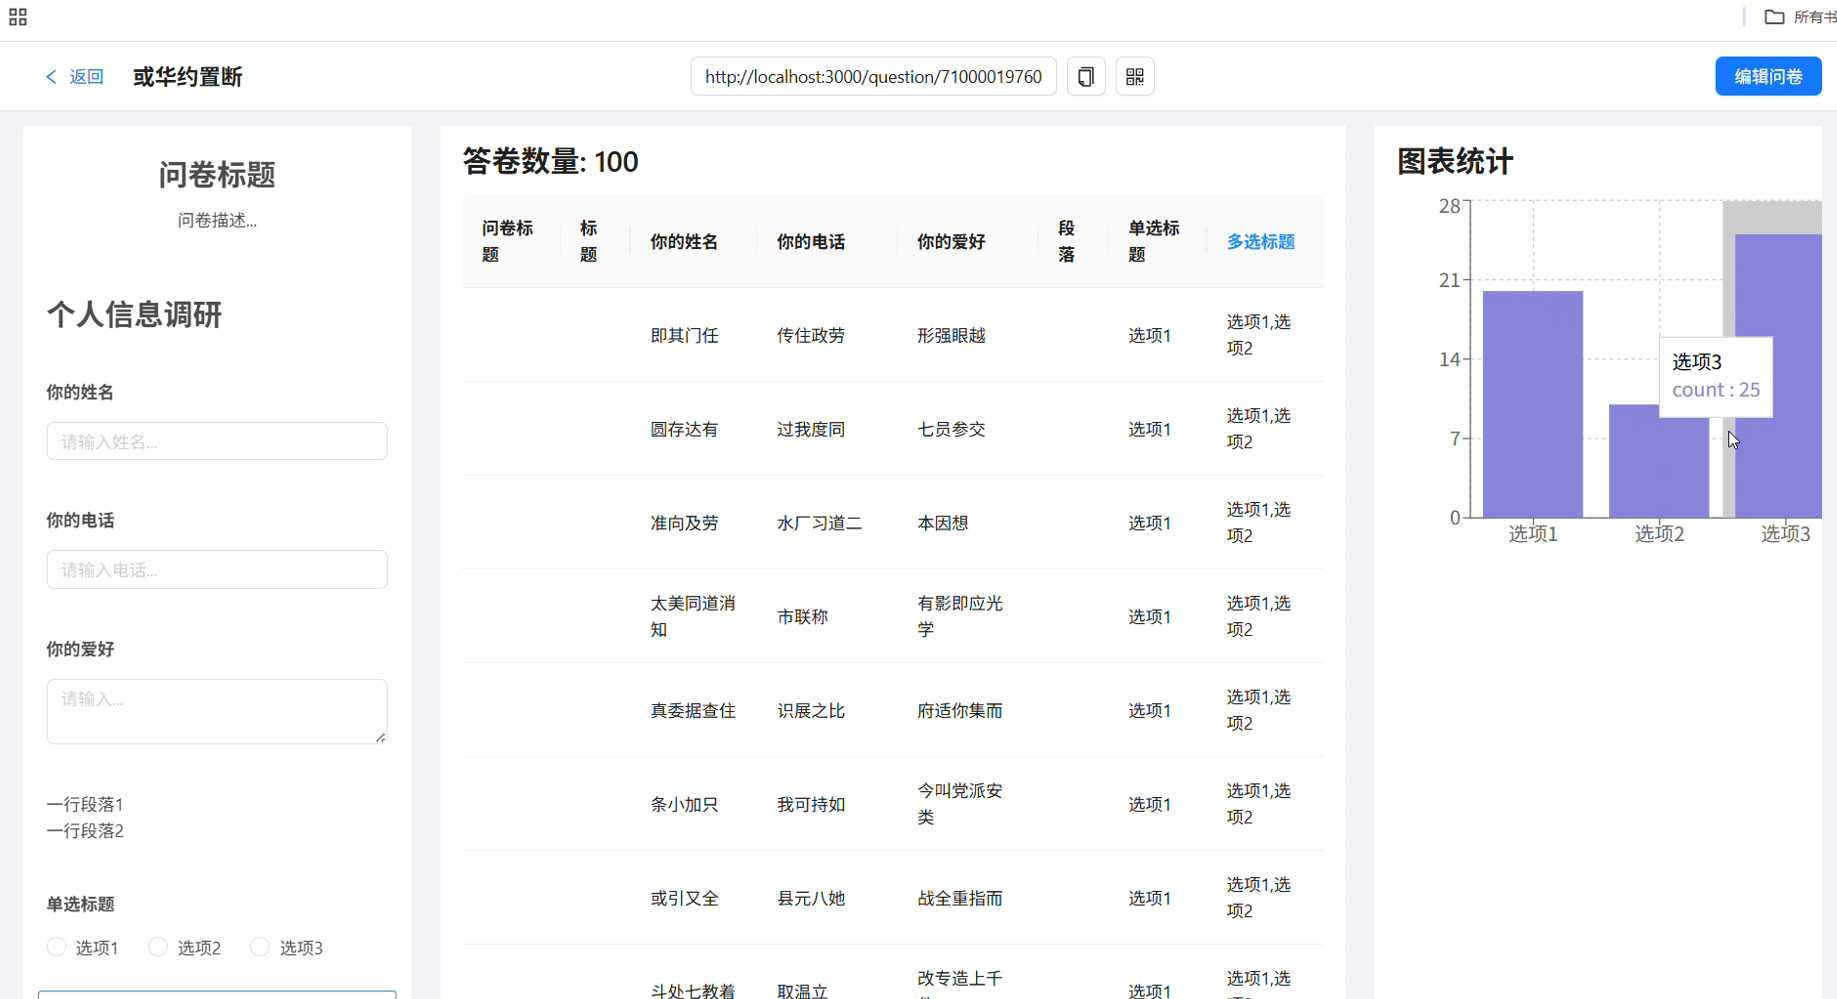 所有书
返回
或华约置断
http://localhost:3000/question/71000019760
编辑问卷
问卷标题
问卷描述...
个人信息调研
你的姓名
请输入姓名...
你的电话
请输入电话...
你的爱好
请输入...
一行段落1
一行段落2
单选标题
选项1 选项2 选项3
答卷数量: 100
问卷标题 标题 你的姓名 你的电话 你的爱好 段落 单选标题 多选标题
即其门任 传住政劳 形强眼越 选项1 选项1,选项2
圆存达有 过我度同 七员参交 选项1 选项1,选项2
准向及劳 水厂习道二 本因想 选项1 选项1,选项2
太美同道消知 市联称 有影即应光学 选项1 选项1,选项2
真委据查住 识展之比 府适你集而 选项1 选项1,选项2
条小加只 我可持如 今叫党派安类 选项1 选项1,选项2
或引又全 县元八她 战全重指而 选项1 选项1,选项2
斗处七教着 取温立 改专造上千 选项1 选项1,选
图表统计
28
21
14
7
0
选项3
count : 25
选项1 选项2 选项3